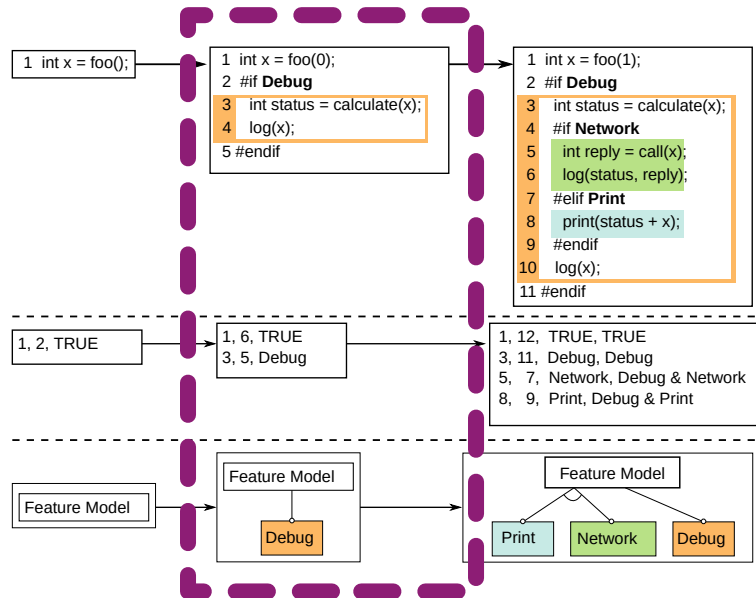 1 int x = foo();
1 int x = foo(0);
2 #if Debug
3 int status = calculate(x);
4 log(x);
5 #endif
1 int x = foo(1);
2 #if Debug
3 int status = calculate(x);
4 #if Network
5 int reply = call(x);
6 log(status, reply);
7 #elif Print
8 print(status + x);
9 #endif
10 log(x);
11 #endif
1, 2, TRUE
1, 6, TRUE
3, 5, Debug
1, 12, TRUE, TRUE
3, 11, Debug, Debug
5, 7, Network, Debug & Network
8, 9, Print, Debug & Print
Feature Model
Feature Model
Debug
Feature Model
Print
Network
Debug